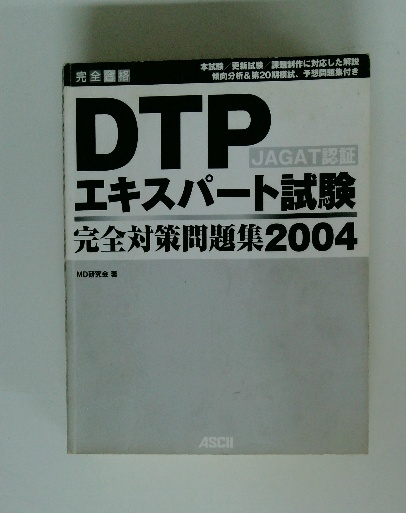 完全合格
本試験／更新試験／課題制作に対応した解説
傾向分析&第20期模試、予想問題集付き
DTP
JAGAT認証
エキスパート試験
完全対策問題集2004
MD研究会 著
ASCII